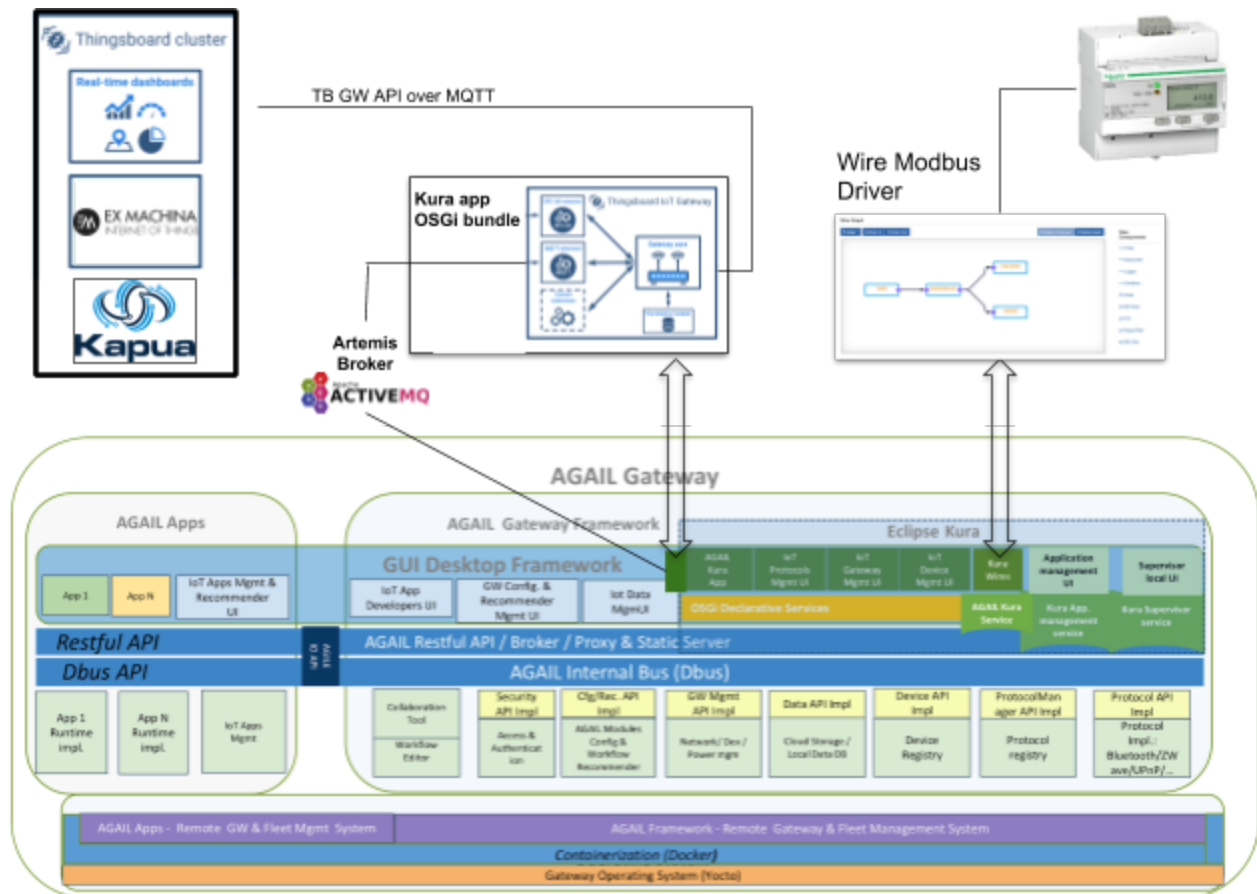 Thingsboard cluster
Real-time dashboards
EX MACHINA
INTERNET OF THINGS
Kapua
TB GW API over MQTT
Kura app
OSGi bundle
Thingsboard IoT Gateway
Gateway core
Artemis
Broker
Apache
ACTIVEMQ
Wire Modbus
Driver
AGAIL Gateway
AGAIL Apps
AGAIL Gateway Framework
Eclipse Kura
GUI Desktop Framework
App 1
App N
IoT Apps Mgmt &
Recommender
UI
IoT App
Developers UI
GW Config. &
Recommender
Mgmt UI
Iot Data
MgmUI
AGAIL
Kura
App
IoT
Protocols
Mgmt UI
IoT
Gateway
Mgmt UI
IoT
Device
Mgmt UI
Kura
Wires
Application
management
UI
Supervisor
local UI
OSGi Declarative Services
AGAIL Kura
Service
Kura App.
management
service
Kura Supervisor
service
Restful API
AGAIL Restful API / Broker / Proxy & Static Server
Dbus API
AGAIL Internal Bus (Dbus)
App 1
Runtime
impl.
App N
Runtime
impl.
IoT Apps
Mgmt
Collaboration
Tool
Workflow
Editor
Security
API Impl
Access &
Authenticat
ion
Cfg/Rec. API
Impl
AGAIL Modules
Config &
Workflow
Recommender
GW Mgmt
API Impl
Network/ Dev /
Power mgm
Data API Impl
Cloud Storage /
Local Data DB
Device API
Impl
Device
Registry
ProtocolMan
ager API Impl
Protocol
registry
Protocol API
Impl
Protocol
Impl.:
Bluetooth/ZW
ave/UPnP/...
AGAIL Apps - Remote GW & Fleet Mgmt System
AGAIL Framework - Remote Gateway & Fleet Management System
Containerization (Docker)
Gateway Operating System (Yocto)